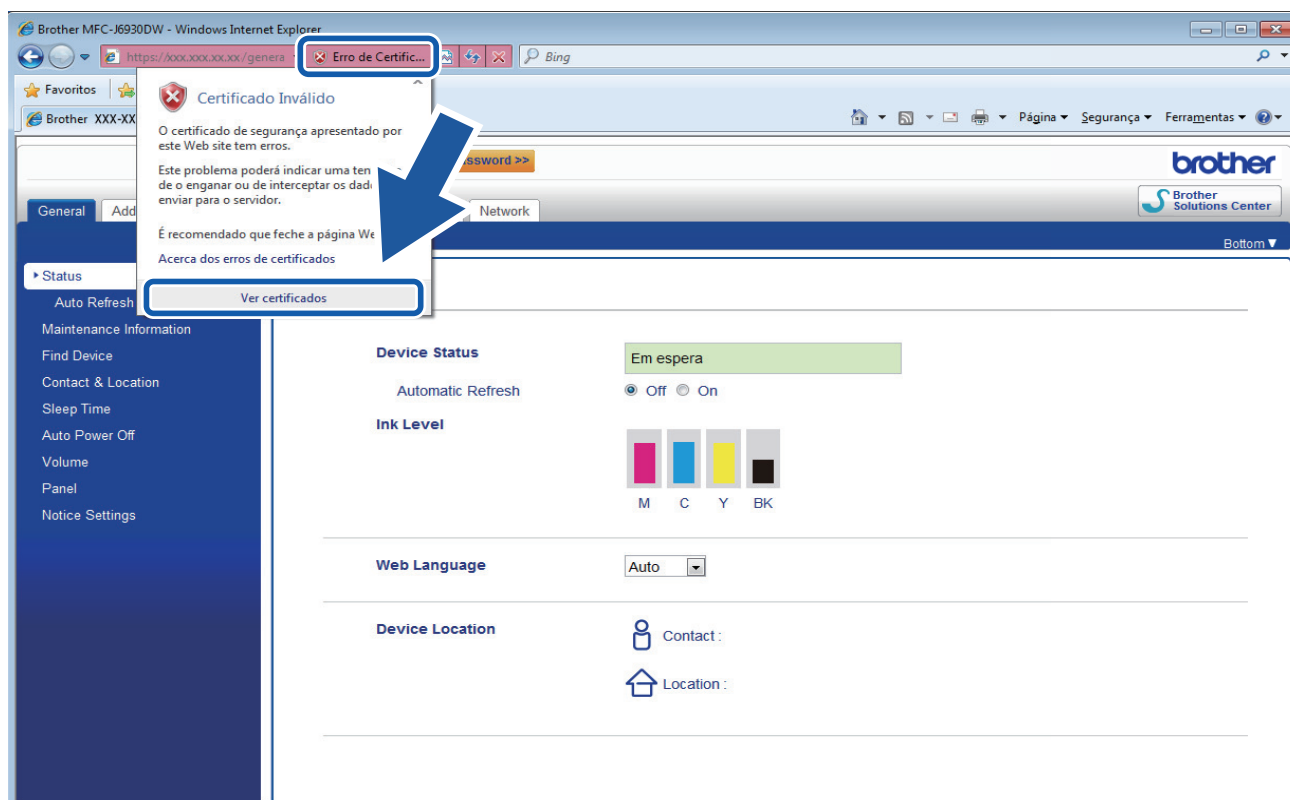 Brother MFC-J6930DW - Windows Internet Explorer
https://xxx.xxx.xx.xx/genera
Erro de Certific...
Bing
Favoritos
Brother XXX-XX
Página
Segurança
Ferramentas
Certificado Inválido
O certificado de segurança apresentado por
este Web site tem erros.
Este problema poderá indicar uma
de o enganar ou de interceptar os
enviar para o servidor.
É recomendado que feche a página
Acerca dos erros de certificados
Ver certificados
>>
brother
Brother
Solutions Center
General
Network
Bottom
Status
Auto Refresh
Maintenance Information
Find Device
Contact & Location
Sleep Time
Auto Power Off
Volume
Panel
Notice Settings
Device Status
Em espera
Automatic Refresh
Off
On
Ink Level
M
C
Y
BK
Web Language
Auto
Device Location
Contact :
Location :